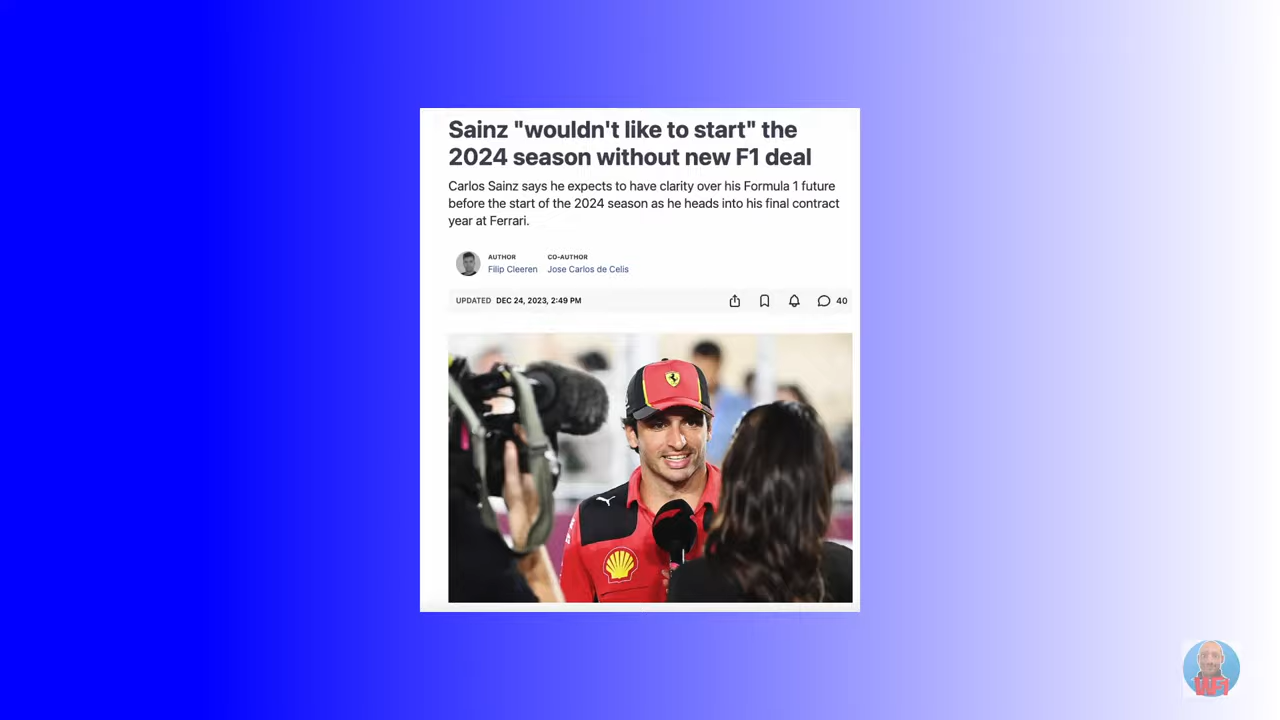 Sainz "wouldn't like to start" the
2024 season without new F1 deal
Carlos Sainz says he expects to have clarity over his Formula 1 future
before the start of the 2024 season as he heads into his final contract
year at Ferrari.
AUTHOR CO-AUTHOR
Filip Cleeren Jose Carlos de Celis
UPDATED DEC 24, 2023, 2:49 PM 40
WF1